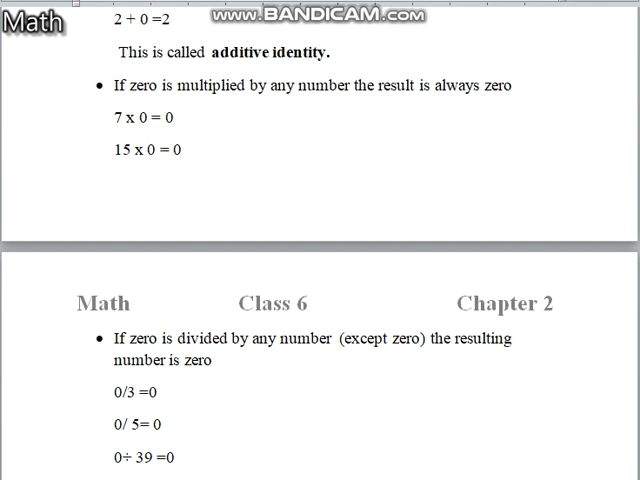 Math
www.BANDICAM.com
2 + 0 =2
This is called additive identity.
• If zero is multiplied by any number the result is always zero
7 x 0 = 0
15 x 0 = 0
Math Class 6 Chapter 2
• If zero is divided by any number (except zero) the resulting
number is zero
0/3 =0
0/ 5= 0
0÷ 39 =0